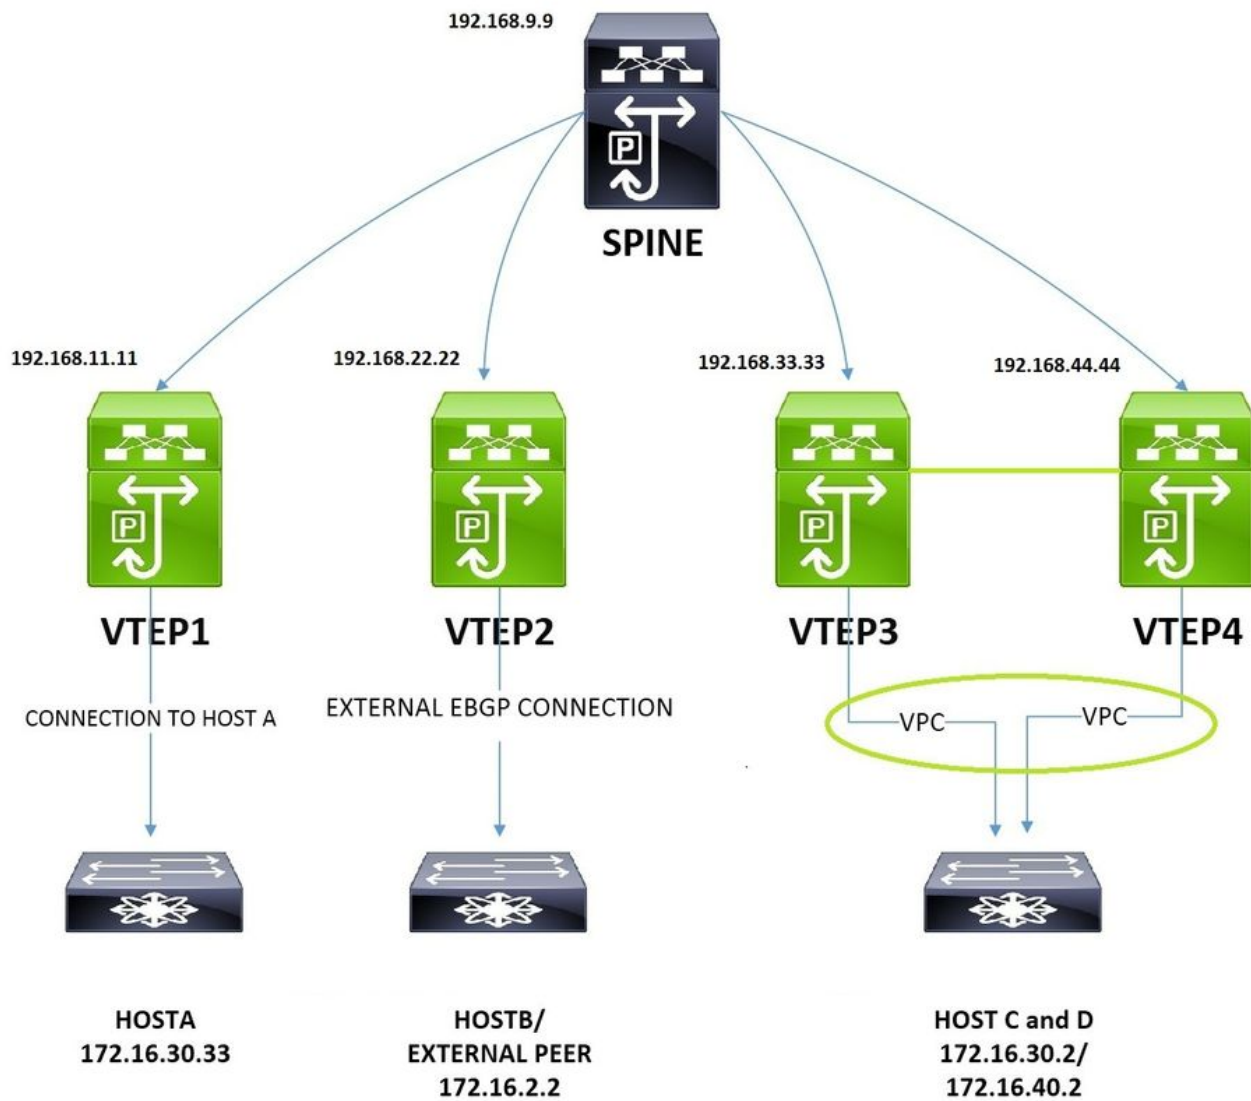 192.168.9.9
P
SPINE
192.168.11.11
192.168.22.22
192.168.33.33
192.168.44.44
P
P
P
P
VTEP1
VTEP2
VTEP3
VTEP4
CONNECTION TO HOST A
EXTERNAL EBGP CONNECTION
VPC
VPC
HOSTA
172.16.30.33
HOSTB/
EXTERNAL PEER
172.16.2.2
HOST C and D
172.16.30.2/
172.16.40.2